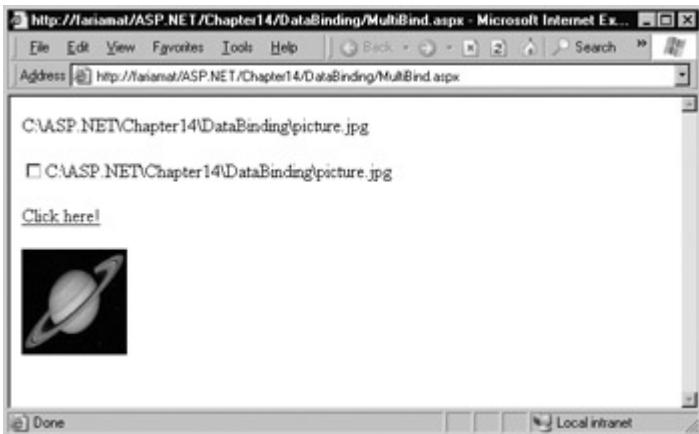 http://fariamat/ASP.NET/Chapter14/DataBinding/MultiBind.aspx - Microsoft Internet Ex...
File Edit View Favorites Tools Help Back Search »
Address http://fariamat/ASP.NET/Chapter14/DataBinding/MultiBind.aspx
C:\ASP.NET\Chapter14\DataBinding\picture.jpg
C:\ASP.NET\Chapter14\DataBinding\picture.jpg
Click here!
Done Local intranet